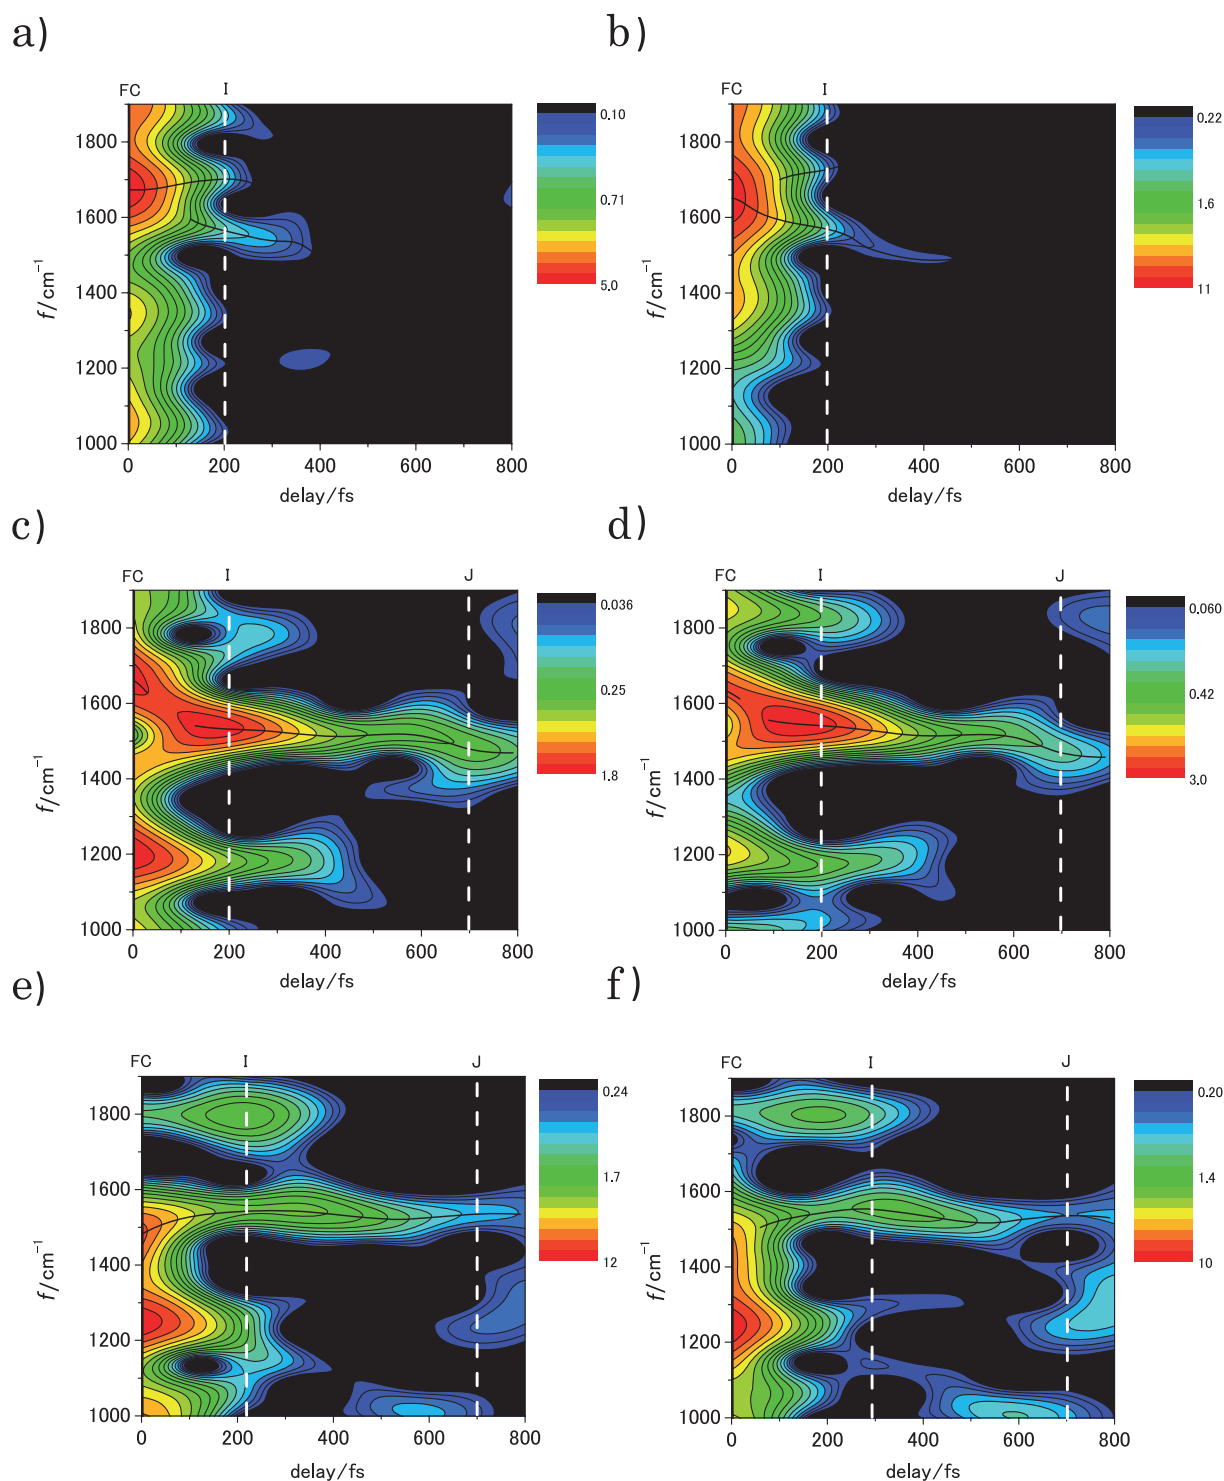 a)
b)
FC I
FC I
1800
1600
1400
1200
1000
f/cm⁻¹
0 200 400 600 800
delay/fs
0.10
0.71
5.0
1800
1600
1400
1200
1000
f/cm⁻¹
0 200 400 600 800
delay/fs
0.22
1.6
11
c)
d)
FC I J
1800
1600
1400
1200
1000
f/cm⁻¹
0 200 400 600 800
delay/fs
0.036
0.25
1.8
FC I J
1800
1600
1400
1200
1000
f/cm⁻¹
0 200 400 600 800
delay/fs
0.060
0.42
3.0
e)
f)
FC I J
1800
1600
1400
1200
1000
f/cm⁻¹
0 200 400 600 800
delay/fs
0.24
1.7
12
FC I J
1800
1600
1400
1200
1000
f/cm⁻¹
0 200 400 600 800
delay/fs
0.20
1.4
10